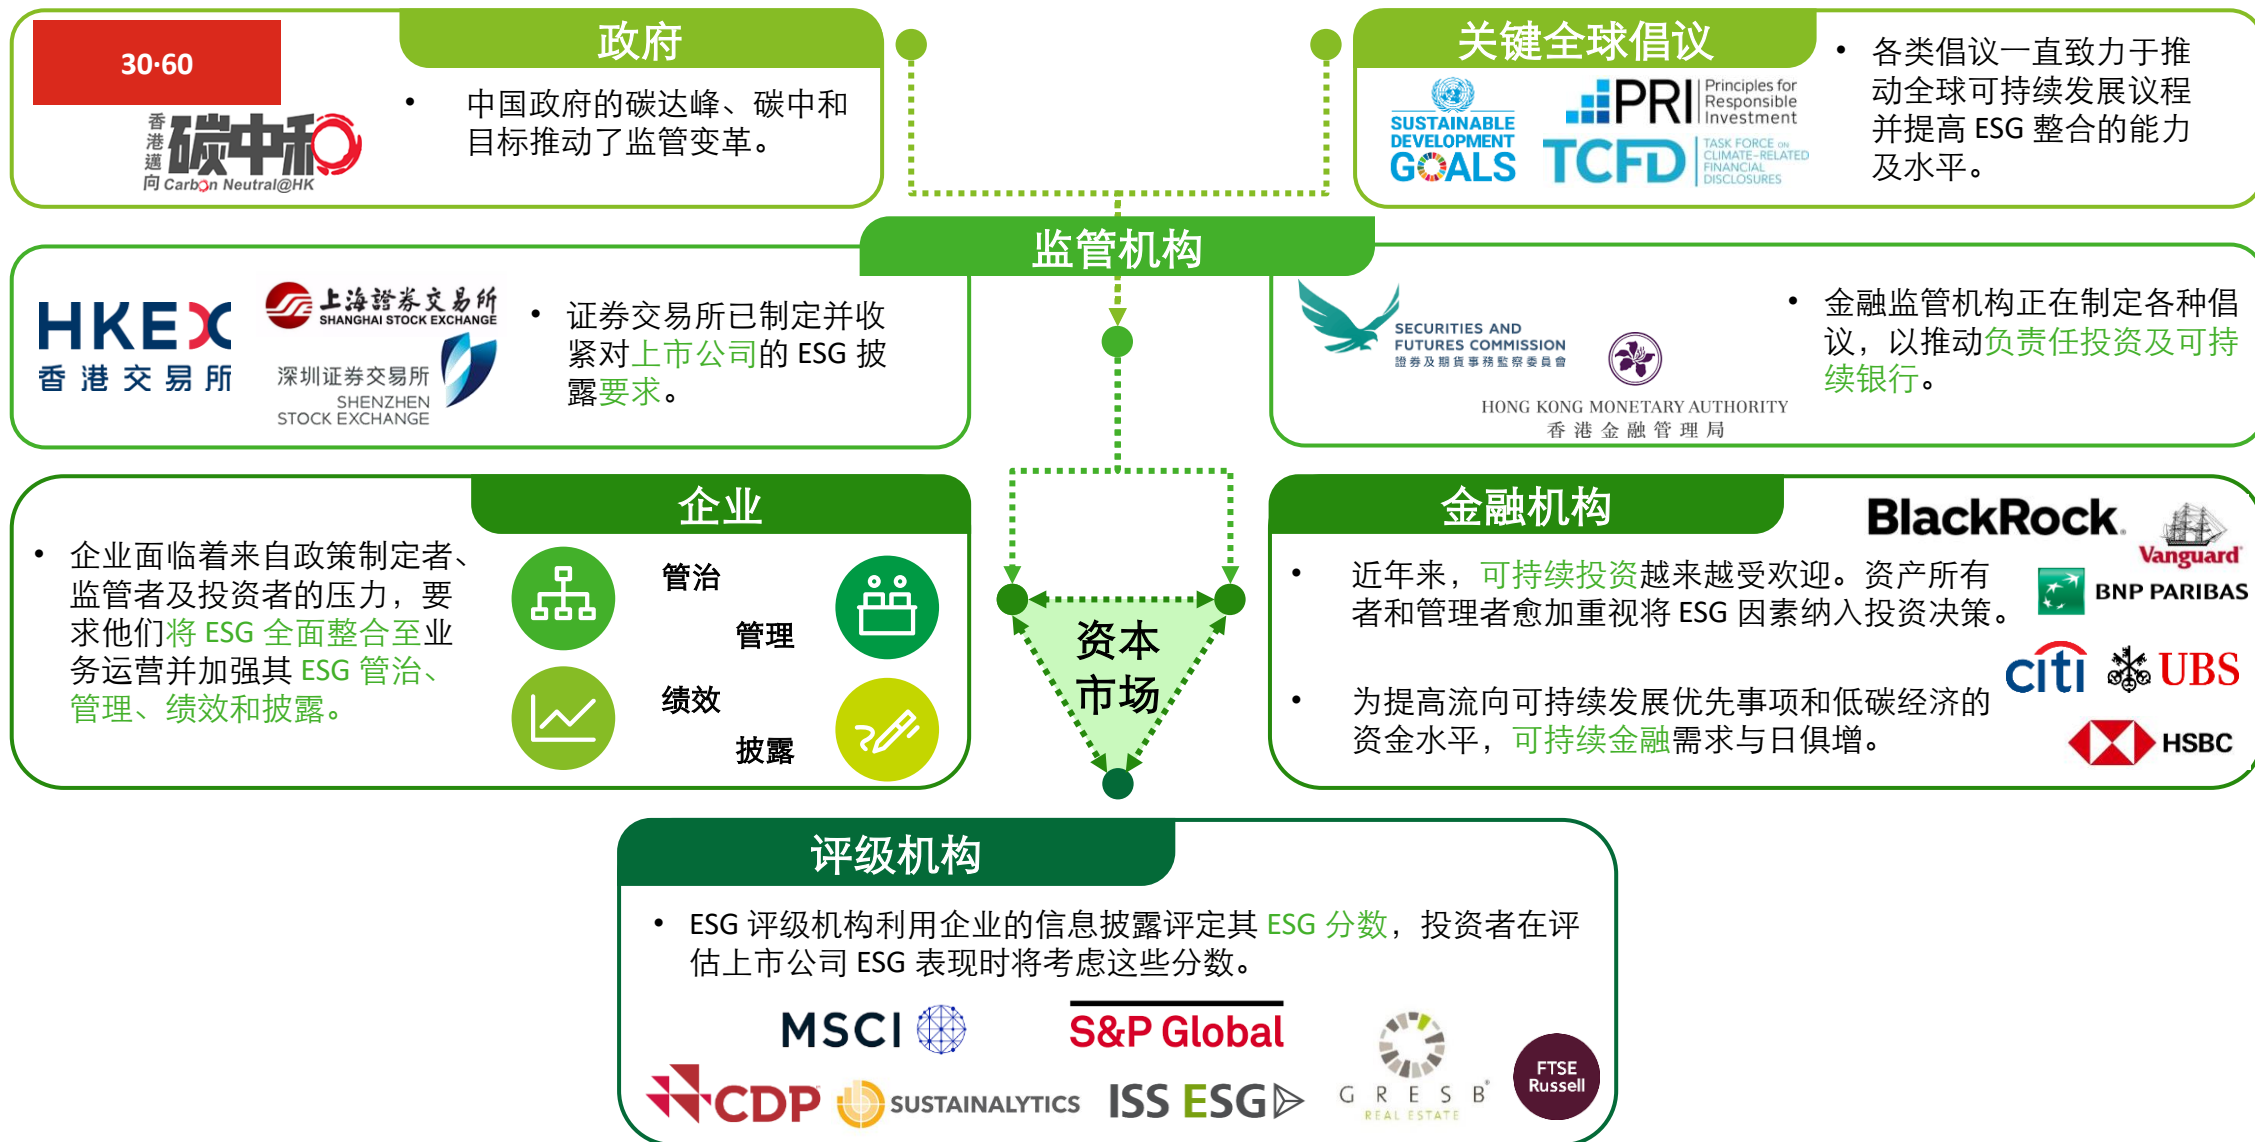 政府
30·60
香港邁向
碳中和
Carbon Neutral@HK
• 中国政府的碳达峰、碳中和
目标推动了监管变革。
关键全球倡议
SUSTAINABLE
DEVELOPMENT
GOALS
PRI
Principles for
Responsible
Investment
TCFD
TASK FORCE ON
CLIMATE-RELATED
FINANCIAL
DISCLOSURES
• 各类倡议一直致力于推
动全球可持续发展议程
并提高 ESG 整合的能力
及水平。
监管机构
HKEX
香港交易所
上海證券交易所
SHANGHAI STOCK EXCHANGE
深圳证券交易所
SHENZHEN
STOCK EXCHANGE
• 证券交易所已制定并收
紧对上市公司的 ESG 披
露要求。
SECURITIES AND
FUTURES COMMISSION
證券及期貨事務監察委員會
HONG KONG MONETARY AUTHORITY
香港金融管理局
• 金融监管机构正在制定各种倡
议，以推动负责任投资及可持
续银行。
企业
• 企业面临着来自政策制定者、
监管者及投资者的压力，要
求他们将 ESG 全面整合至业
务运营并加强其 ESG 管治、
管理、绩效和披露。
管治
管理
绩效
披露
资本
市场
金融机构
• 近年来，可持续投资越来越受欢迎。资产所有
者和管理者愈加重视将 ESG 因素纳入投资决策。
• 为提高流向可持续发展优先事项和低碳经济的
资金水平，可持续金融需求与日俱增。
BlackRock.
Vanguard
BNP PARIBAS
citi
UBS
HSBC
评级机构
• ESG 评级机构利用企业的信息披露评定其 ESG 分数，投资者在评
估上市公司 ESG 表现时将考虑这些分数。
MSCI
S&P Global
CDP
SUSTAINALYTICS
ISS ESG
GRESB®
REAL ESTATE
FTSE
Russell